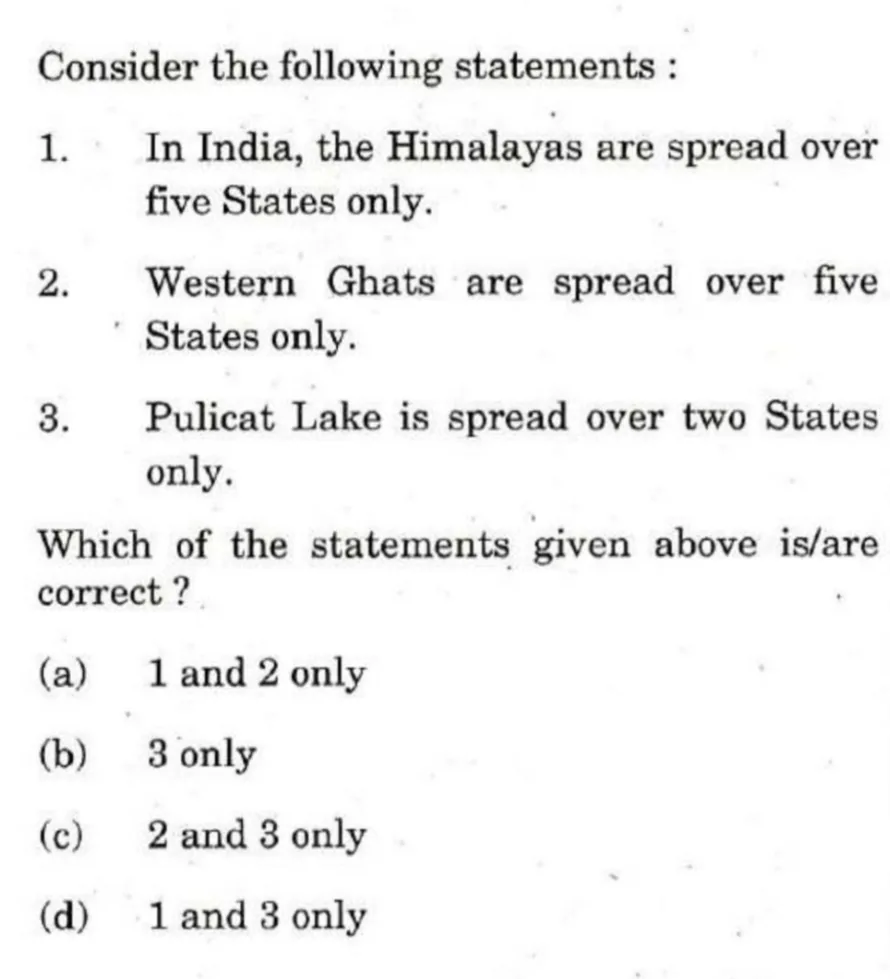 Consider the following statements :
1. In India, the Himalayas are spread over
five States only.
2. Western Ghats are spread over five
States only.
3. Pulicat Lake is spread over two States
only.
Which of the statements given above is/are
correct ?
(a) 1 and 2 only
(b) 3 only
(c) 2 and 3 only
(d) 1 and 3 only